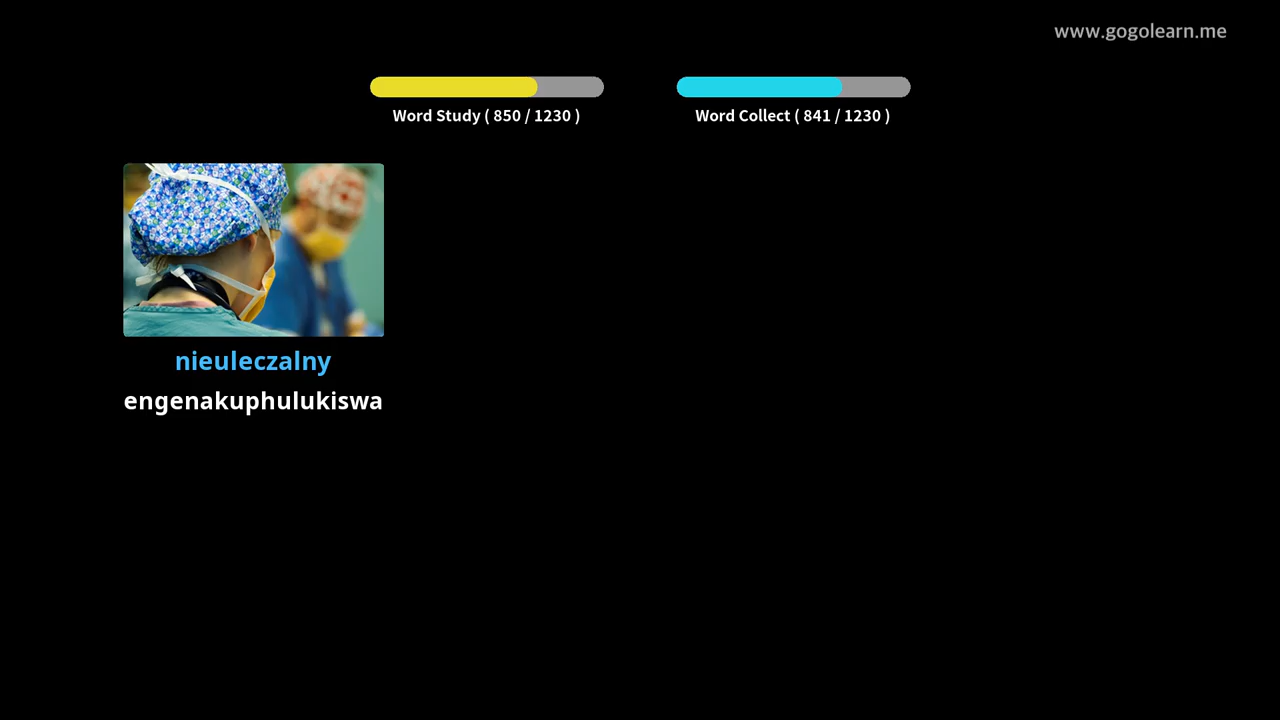 www.gogolearn.me
Word Study ( 850 / 1230 )
Word Collect ( 841 / 1230 )
nieuleczalny
engenakuphulukiswa